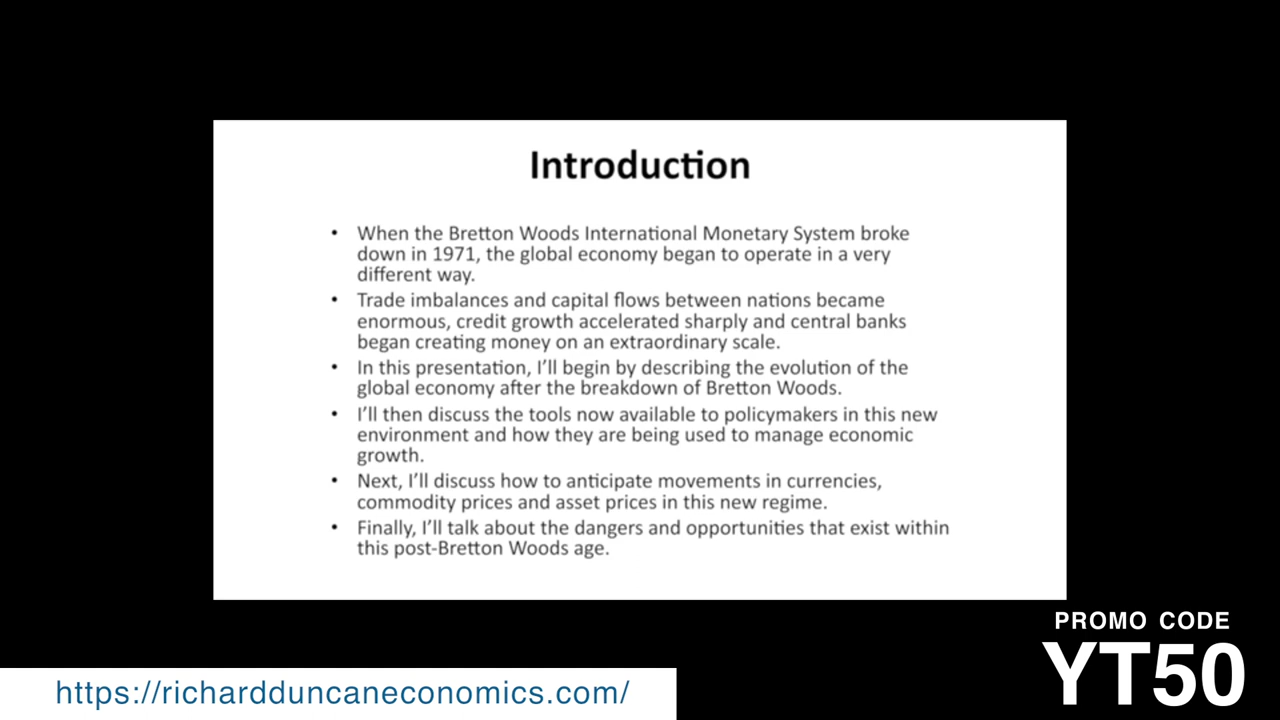 Introduction
• When the Bretton Woods International Monetary System broke
down in 1971, the global economy began to operate in a very
different way.
• Trade imbalances and capital flows between nations became
enormous, credit growth accelerated sharply and central banks
began creating money on an extraordinary scale.
• In this presentation, I'll begin by describing the evolution of the
global economy after the breakdown of Bretton Woods.
• I'll then discuss the tools now available to policymakers in this new
environment and how they are being used to manage economic
growth.
• Next, I'll discuss how to anticipate movements in currencies,
commodity prices and asset prices in this new regime.
• Finally, I'll talk about the dangers and opportunities that exist within
this post-Bretton Woods age.
PROMO CODE
YT50
https://richardduncaneconomics.com/